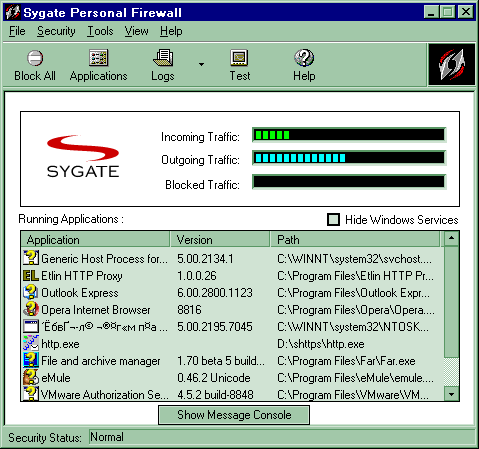 Sygate Personal Firewall
File Security Tools View Help
Block All Applications Logs Test Help
SYGATE
Incoming Traffic:
Outgoing Traffic:
Blocked Traffic:
Running Applications :
Hide Windows Services
Application Version Path
Generic Host Process for... 5.00.2134.1 C:\WINNT\system32\svchost....
Etlin HTTP Proxy 1.0.0.26 C:\Program Files\Etlin HTTP Pr...
Outlook Express 6.00.2800.1123 C:\Program Files\Outlook Expr...
Opera Internet Browser 8816 C:\Program Files\Opera\Opera....
5.00.2195.7045 C:\WINNT\system32\NTOSK...
http.exe D:\shttps\http.exe
File and archive manager 1.70 beta 5 build... C:\Program Files\Far\Far.exe
eMule 0.46.2 Unicode C:\Program Files\eMule\emule....
VMware Authorization Se... 4.5.2 build-8848 C:\Program Files\VMware\VM...
Show Message Console
Security Status: Normal